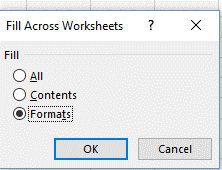 Fill Across Worksheets
Fill
All
Contents
Formats
OK
Cancel